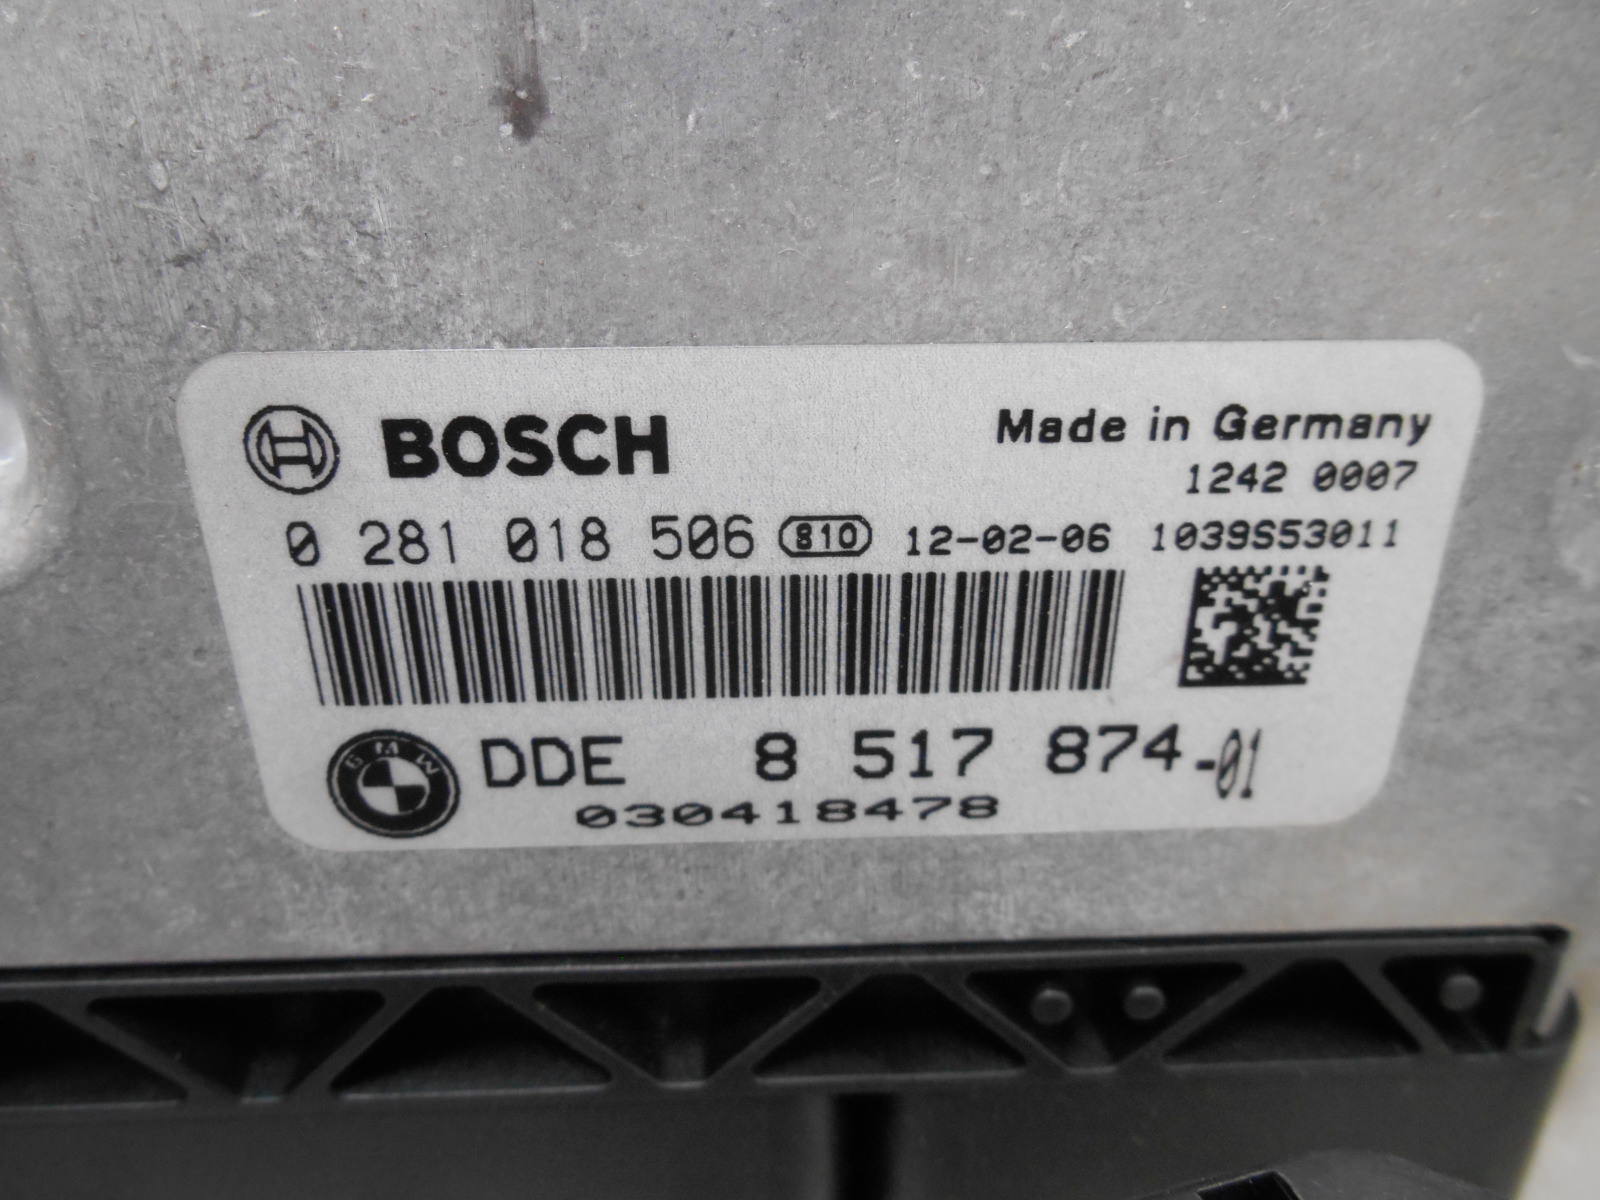 BOSCH
Made in Germany
1242 0007
0 281 018 506 810 12-02-06 1039S53011
BMW DDE 8 517 874-01
030418478